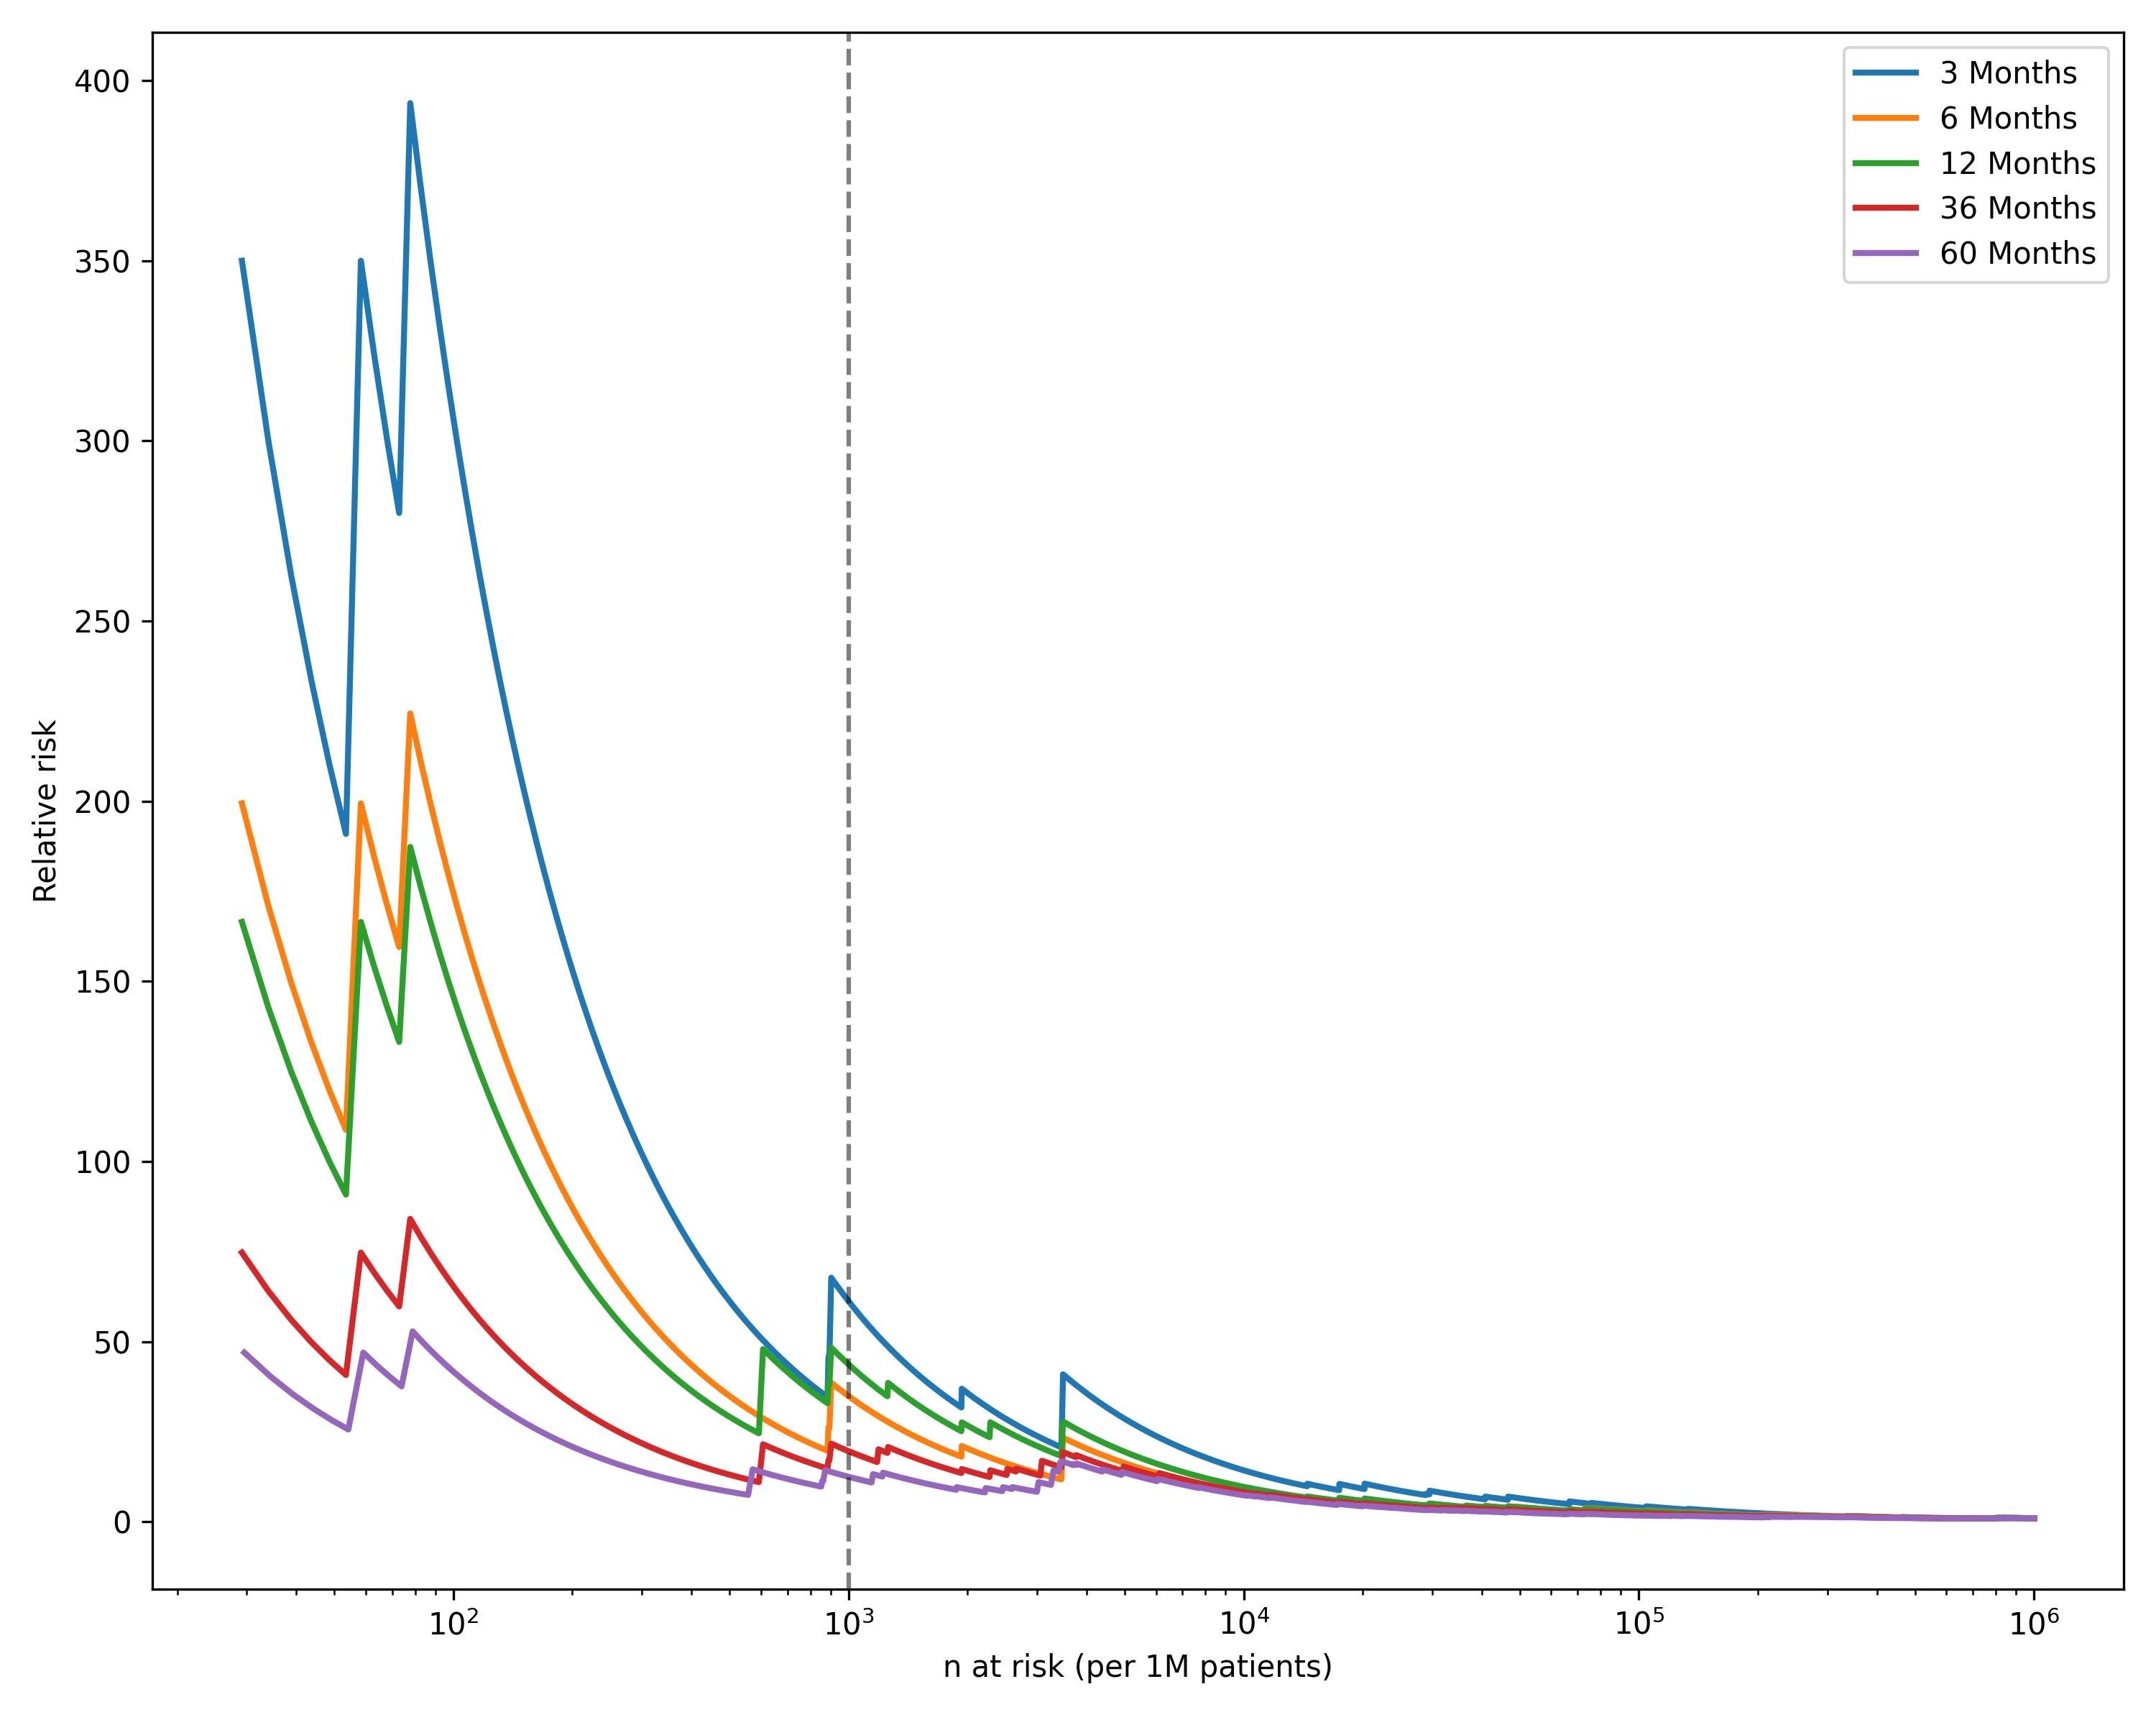 400
350
300
250
200
150
100
50
0
Relative risk
10²
10³
10⁴
10⁵
10⁶
n at risk (per 1M patients)
3 Months
6 Months
12 Months
36 Months
60 Months